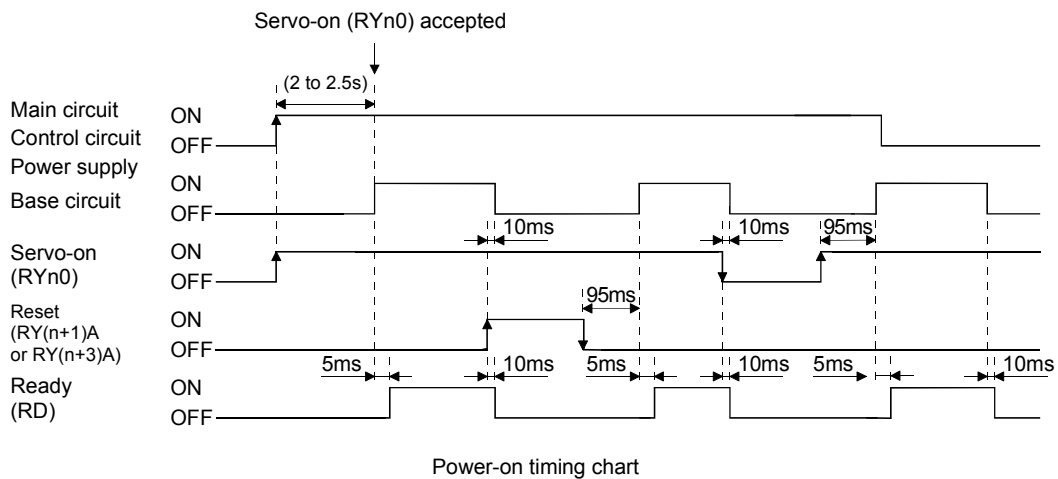 Servo-on (RYn0) accepted
(2 to 2.5s)
Main circuit
Control circuit
Power supply
ON
OFF
Base circuit
ON
OFF
10ms
10ms
95ms
Servo-on
(RYn0)
ON
OFF
95ms
Reset
(RY(n+1)A
or RY(n+3)A)
ON
OFF
5ms
10ms
5ms
10ms
5ms
10ms
Ready
(RD)
ON
OFF
Power-on timing chart